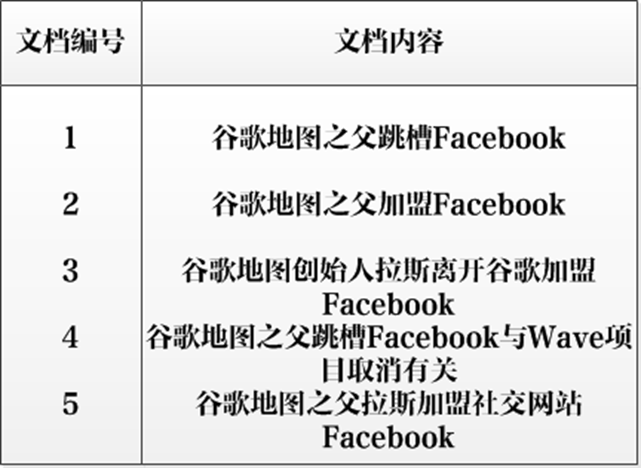 文档编号 文档内容
1 谷歌地图之父跳槽Facebook
2 谷歌地图之父加盟Facebook
3 谷歌地图创始人拉斯离开谷歌加盟
Facebook
4 谷歌地图之父跳槽Facebook与Wave项
目取消有关
5 谷歌地图之父拉斯加盟社交网站
Facebook